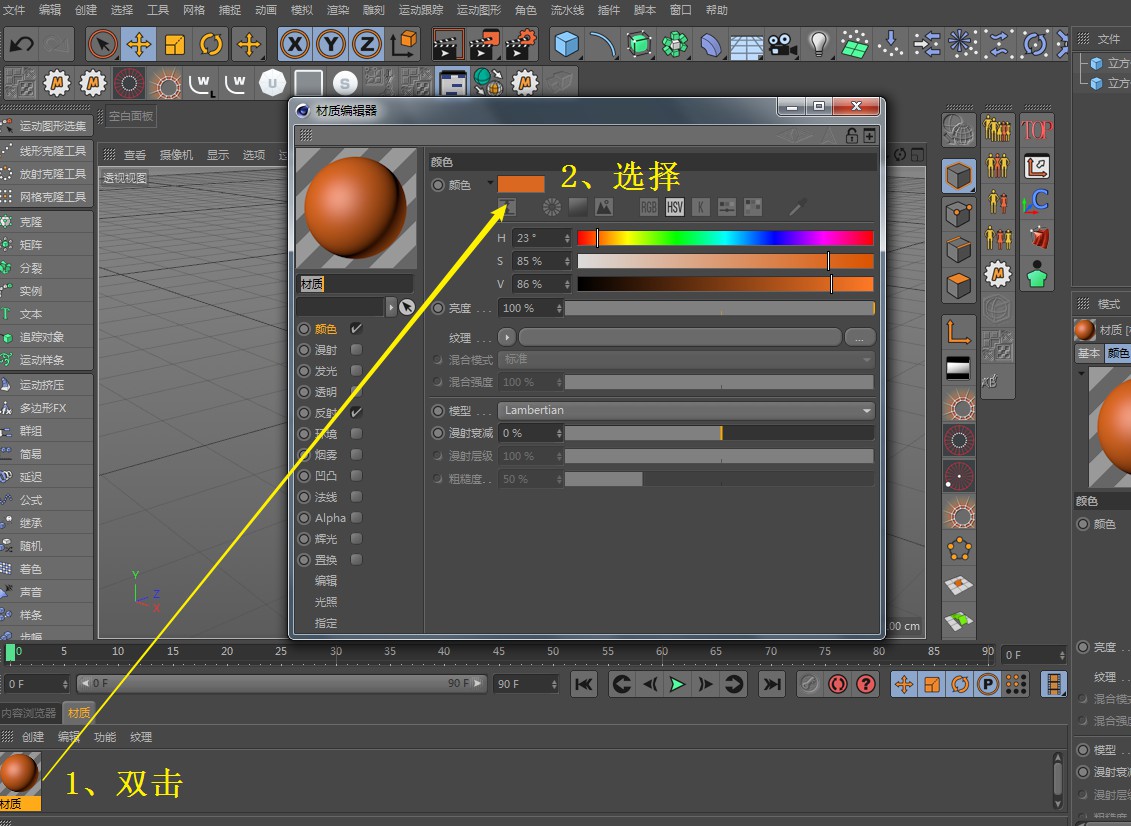 文件 编辑 创建 选择 工具 网格 捕捉 动画 模拟 渲染 雕刻 运动跟踪 运动图形 角色 流水线 插件 脚本 窗口 帮助
X Y Z
文件
立方
立方
空白面板
运动图形选集
线形克隆工具
放射克隆工具
网格克隆工具
克隆
矩阵
分裂
实例
文本
追踪对象
运动样条
运动挤压
多边形FX
群组
简易
延迟
公式
继承
随机
着色
声音
样条
步幅
查看 摄像机 显示 选项
透视视图
Y
Z
X
00 cm
材质编辑器
材质
颜色
漫射
发光
透明
反射
环境
烟雾
凹凸
法线
Alpha
辉光
置换
编辑
光照
指定
颜色
颜色
2、选择
RGB HSV K
H 23 °
S 85 %
V 86 %
亮度 . . . 100 %
纹理 . . . ...
混合模式 标准
混合强度 100 %
模型 . . . Lambertian
漫射衰减 0 %
漫射层级 100 %
粗糙度. . 50 %
TOP
模式
材质
基本 颜色
颜色
颜色
亮度 . .
纹理 . .
混合模式
混合强度
模型 . .
漫射衰减
漫射层级
粗糙度
0 5 10 15 20 25 30 35 40 45 50 55 60 65 70 75 80 85 90 0 F
0 F 0 F 90 F 90 F
P
内容浏览器 材质
创建 编辑 功能 纹理
1、双击
材质